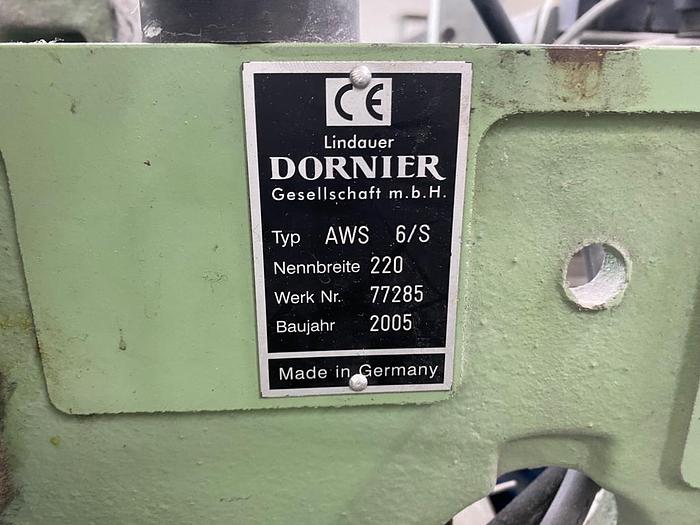 CE
Lindauer
DORNIER
Gesellschaft m.b.H.
Typ AWS 6/S
Nennbreite 220
Werk Nr. 77285
Baujahr 2005
Made in Germany